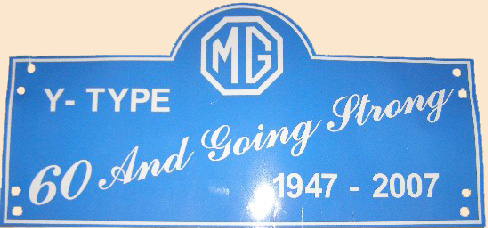 MG
Y- TYPE
60 And Going Strong
1947 - 2007